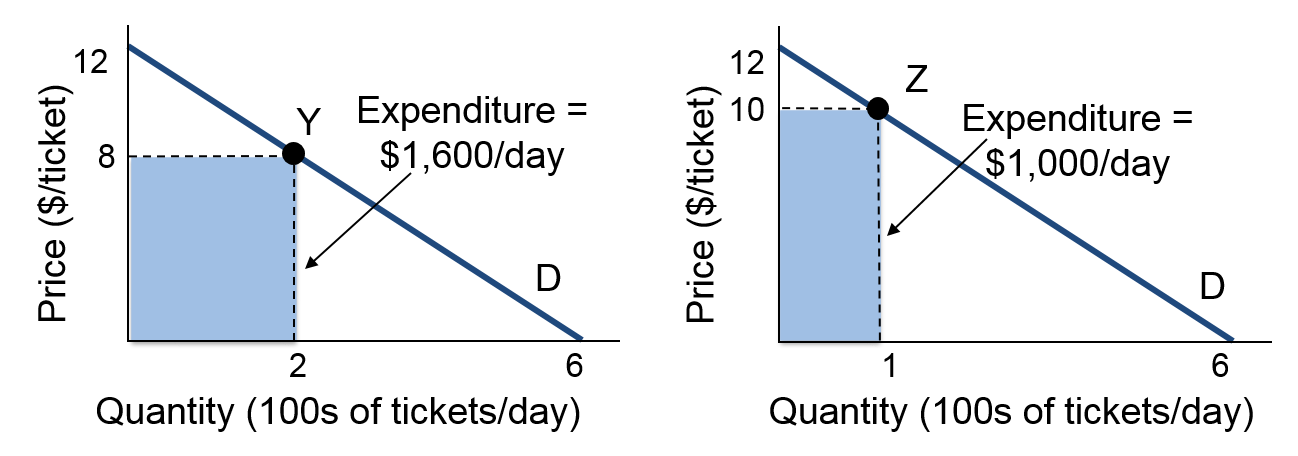 Price ($/ticket)
12
8
Y
Expenditure =
$1,600/day
D
2
6
Quantity (100s of tickets/day)
Price ($/ticket)
12
10
Z
Expenditure =
$1,000/day
D
1
6
Quantity (100s of tickets/day)